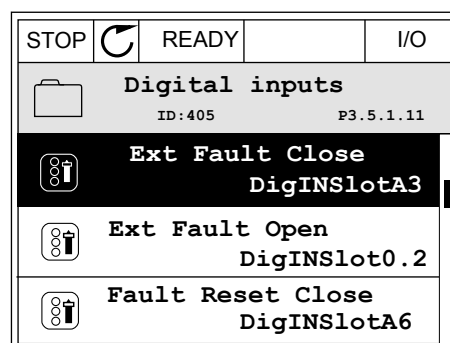 STOP READY I/O
Digital inputs
ID:405 P3.5.1.11
Ext Fault Close
DigINSlotA3
Ext Fault Open
DigINSlot0.2
Fault Reset Close
DigINSlotA6